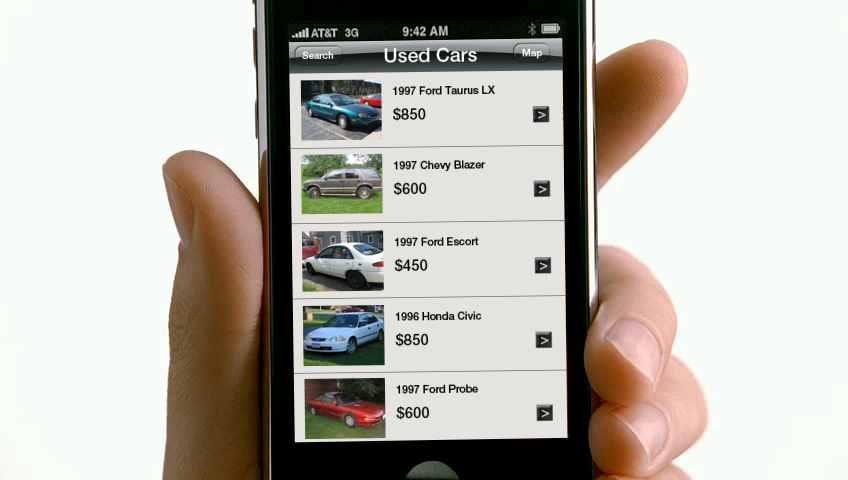 AT&T 3G 9:42 AM
Search Used Cars Map
1997 Ford Taurus LX
$850 >
1997 Chevy Blazer
$600 >
1997 Ford Escort
$450 >
1996 Honda Civic
$850 >
1997 Ford Probe
$600 >